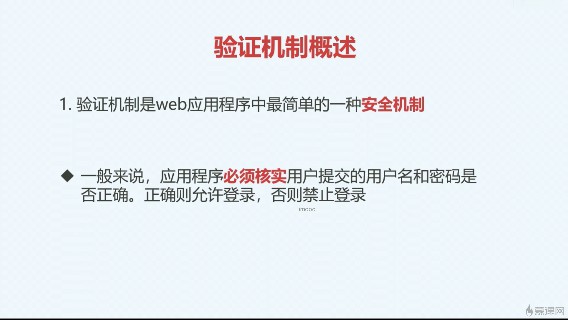 验证机制概述
1. 验证机制是web应用程序中最简单的一种安全机制
◆ 一般来说，应用程序必须核实用户提交的用户名和密码是
否正确。正确则允许登录，否则禁止登录
imooc
慕课网